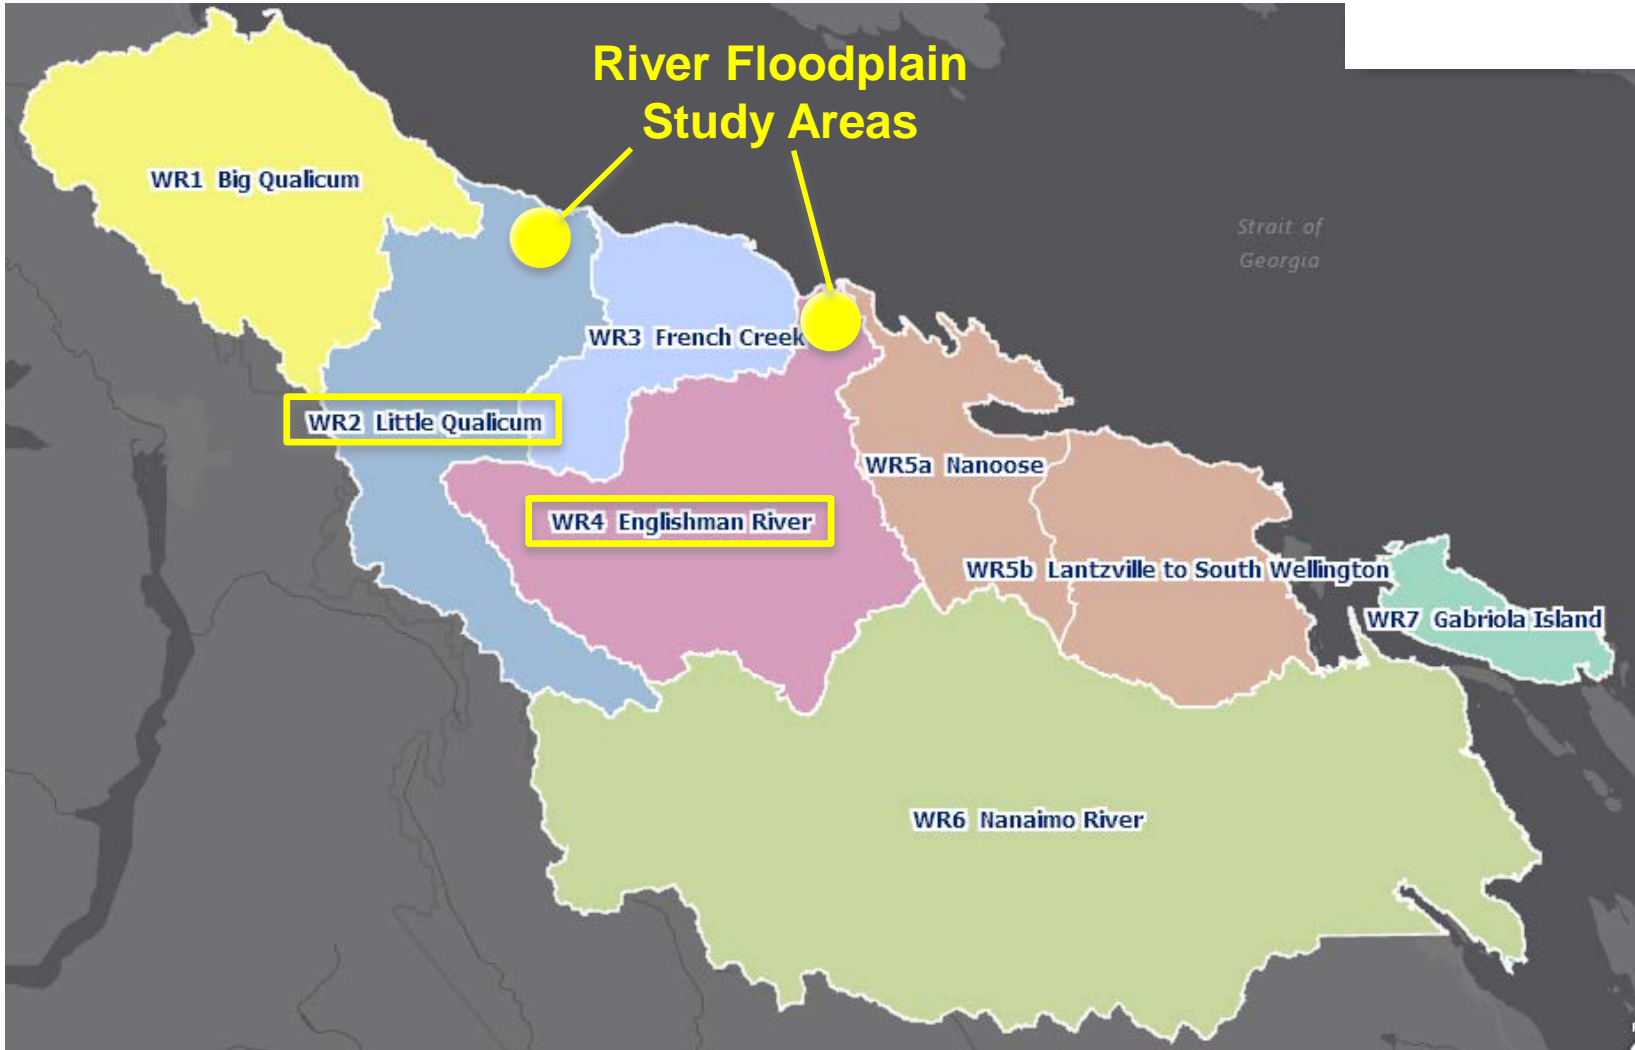 River Floodplain
Study Areas
WR1 Big Qualicum
Strait of
Georgia
WR3 French Creek
WR2 Little Qualicum
WR5a Nanoose
WR4 Englishman River
WR5b Lantzville to South Wellington
WR7 Gabriola Island
WR6 Nanaimo River